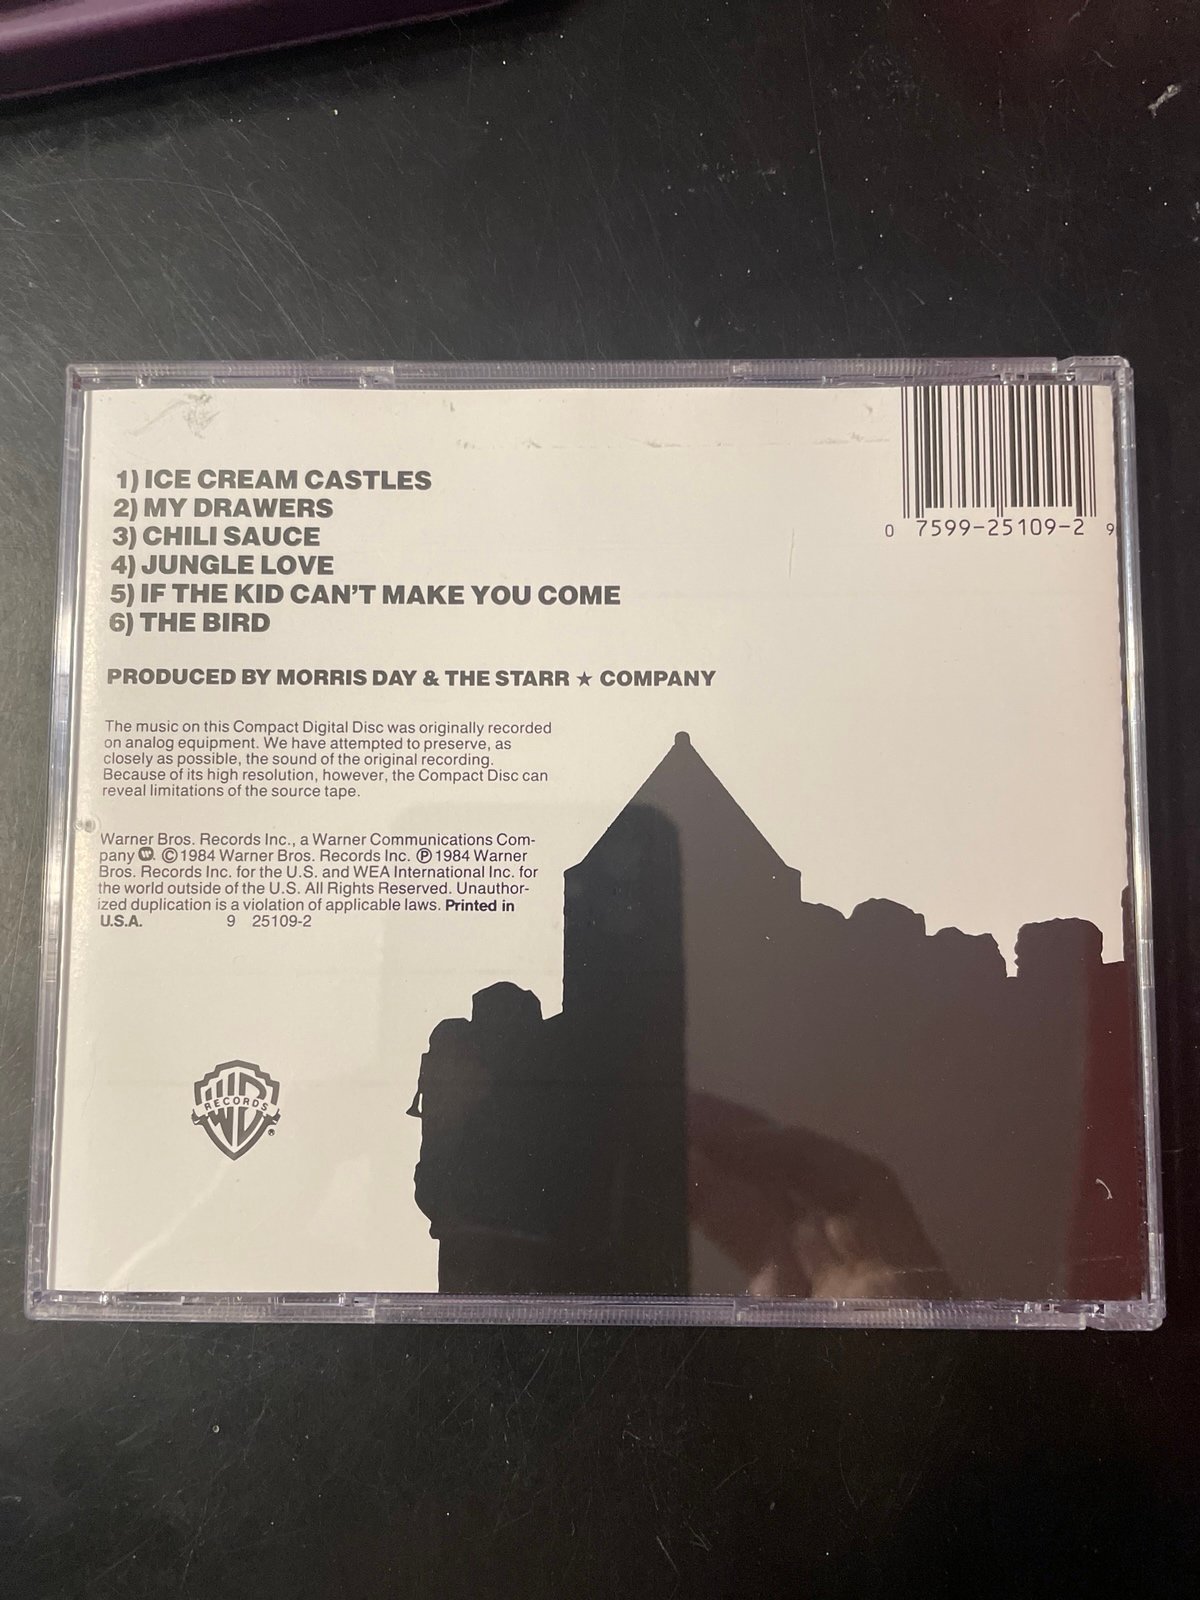 1) ICE CREAM CASTLES
2) MY DRAWERS
3) CHILI SAUCE
4) JUNGLE LOVE
5) IF THE KID CAN'T MAKE YOU COME
6) THE BIRD
0 7599-25109-2 9
PRODUCED BY MORRIS DAY & THE STARR ★ COMPANY
The music on this Compact Digital Disc was originally recorded
on analog equipment. We have attempted to preserve, as
closely as possible, the sound of the original recording.
Because of its high resolution, however, the Compact Disc can
reveal limitations of the source tape.
Warner Bros. Records Inc., a Warner Communications Com-
pany. ©1984 Warner Bros. Records Inc. ℗ 1984 Warner
Bros. Records Inc. for the U.S. and WEA International Inc. for
the world outside of the U.S. All Rights Reserved. Unauthor-
ized duplication is a violation of applicable laws. Printed in
U.S.A. 9 25109-2
WB
RECORDS
®